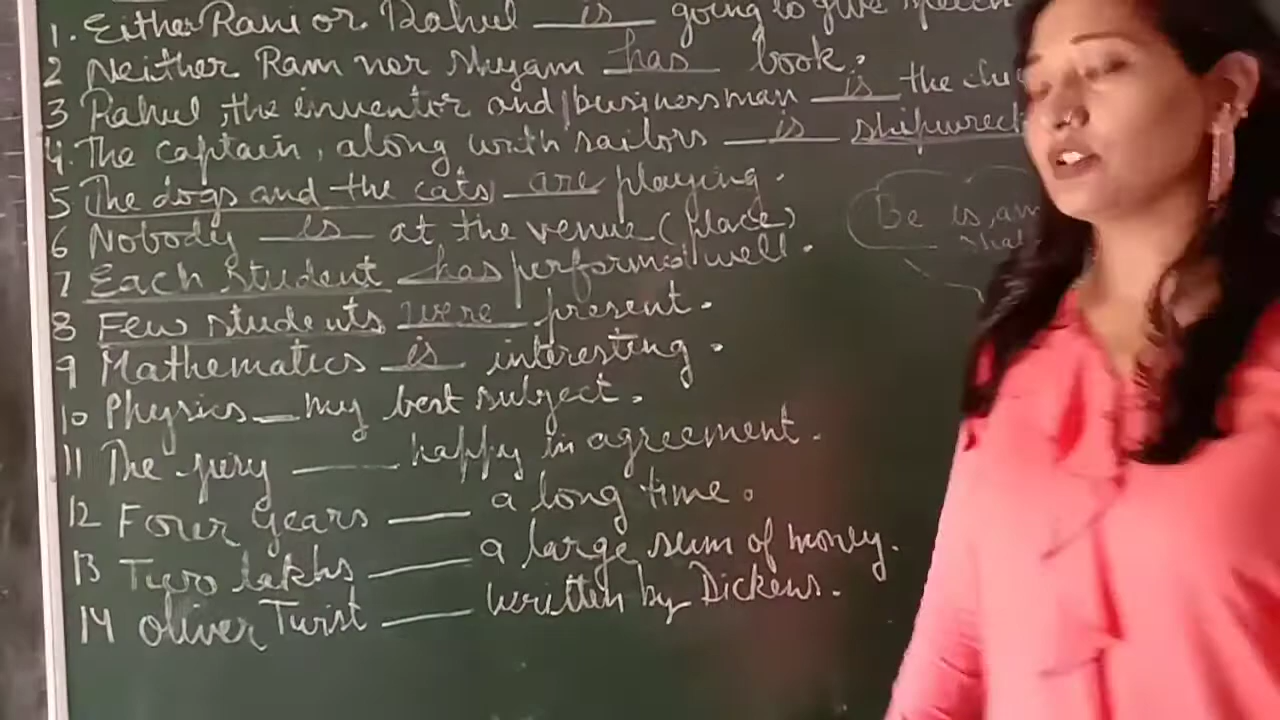 1. Either Rani or Rahul is going to give speech
2 Neither Ram nor Shyam has book.
3 Rahul, the inventor and businessman is the
4. The captain, along with sailors is shipwreck
5 The dogs and the cats are playing.
6 Nobody is at the venue (place)
7 Each student has performed well.
8 Few students were present.
9 Mathematics is interesting.
10 Physics __ my best subject.
11 The jury ___ happy in agreement.
12 Four years ___ a long time.
13 Two lakhs ___ a large sum of money.
14 Oliver Twist ___ written by Dickens.
Be is, am